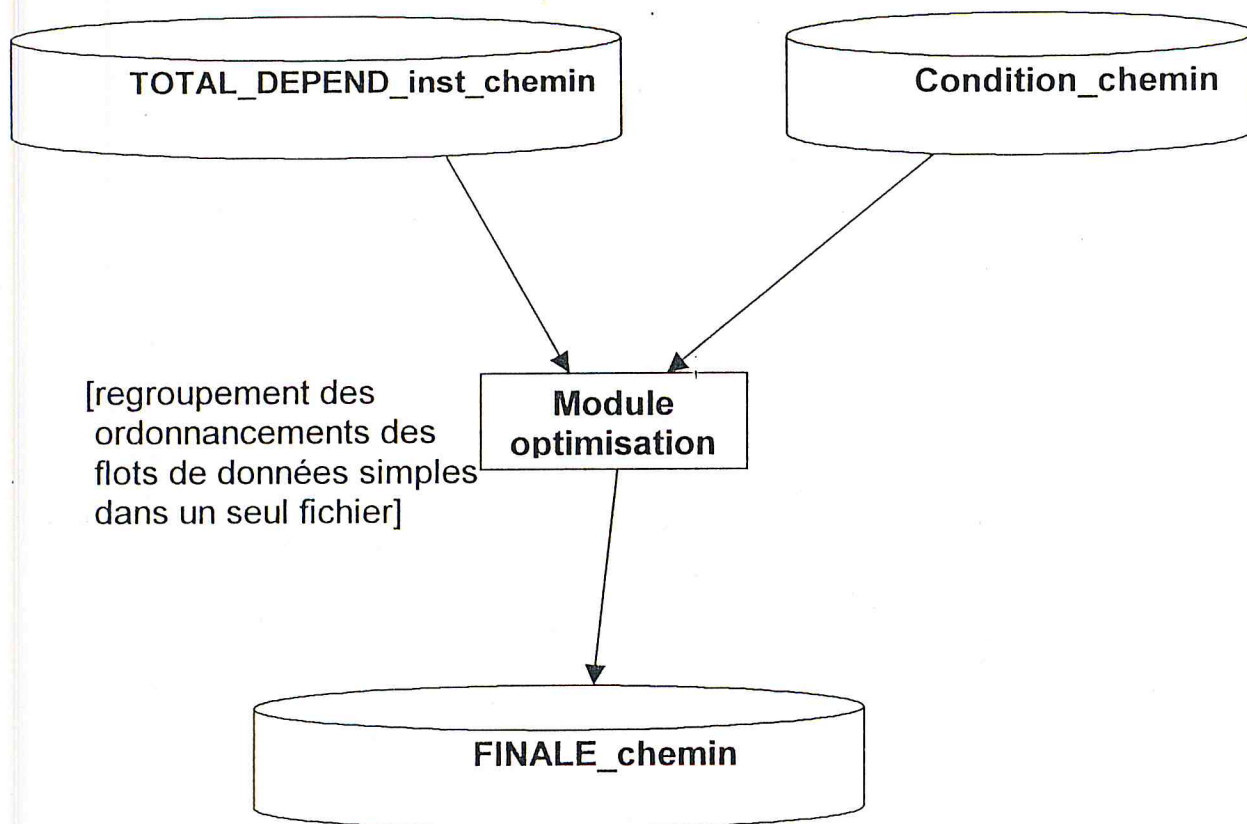 TOTAL_DEPEND_inst_chemin
Condition_chemin
[regroupement des
ordonnancements des
flots de données simples
dans un seul fichier]
Module
optimisation
FINALE_chemin